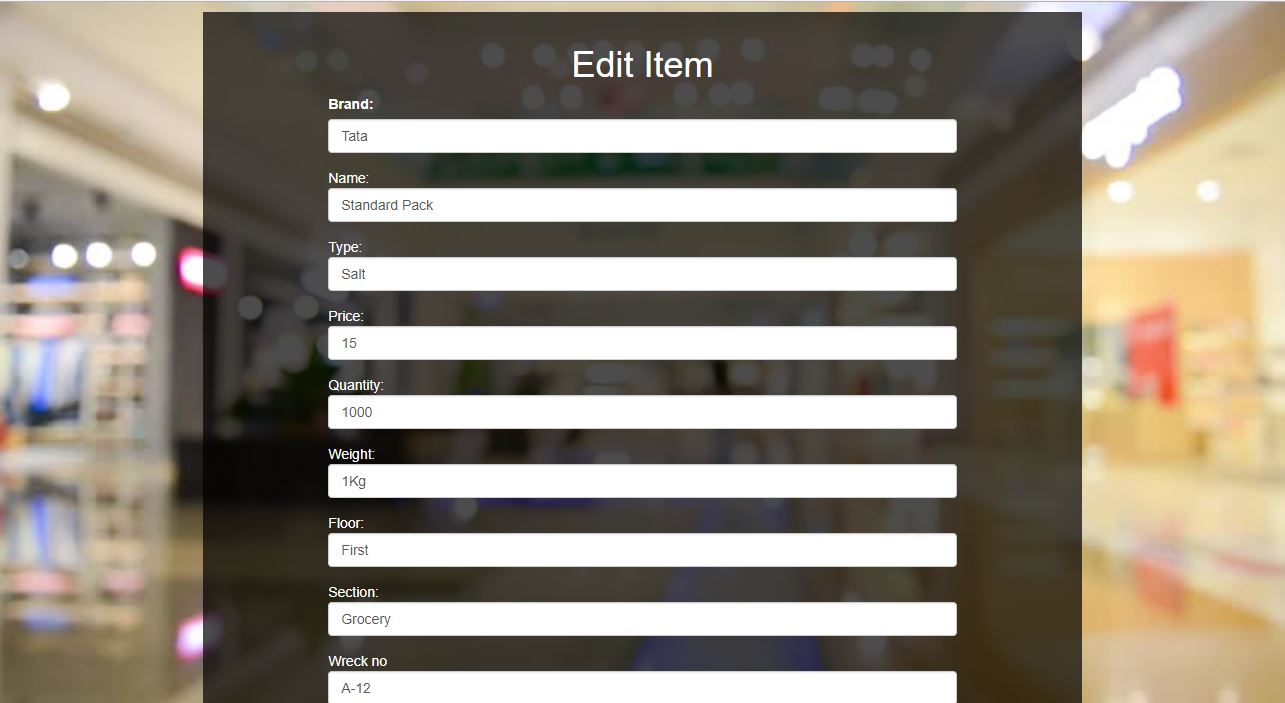 Edit Item
Brand:
Tata
Name:
Standard Pack
Type:
Salt
Price:
15
Quantity:
1000
Weight:
1Kg
Floor:
First
Section:
Grocery
Wreck no
A-12